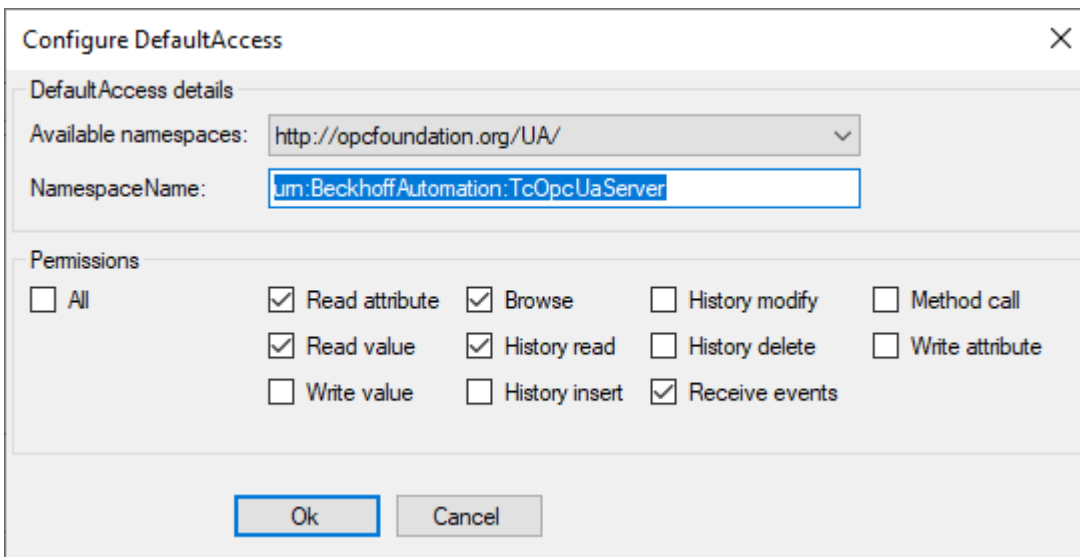 Configure DefaultAccess
DefaultAccess details
Available namespaces: http://opcfoundation.org/UA/
NamespaceName: urn:BeckhoffAutomation:TcOpcUaServer
Permissions
All Read attribute Browse History modify Method call
Read value History read History delete Write attribute
Write value History insert Receive events
Ok Cancel